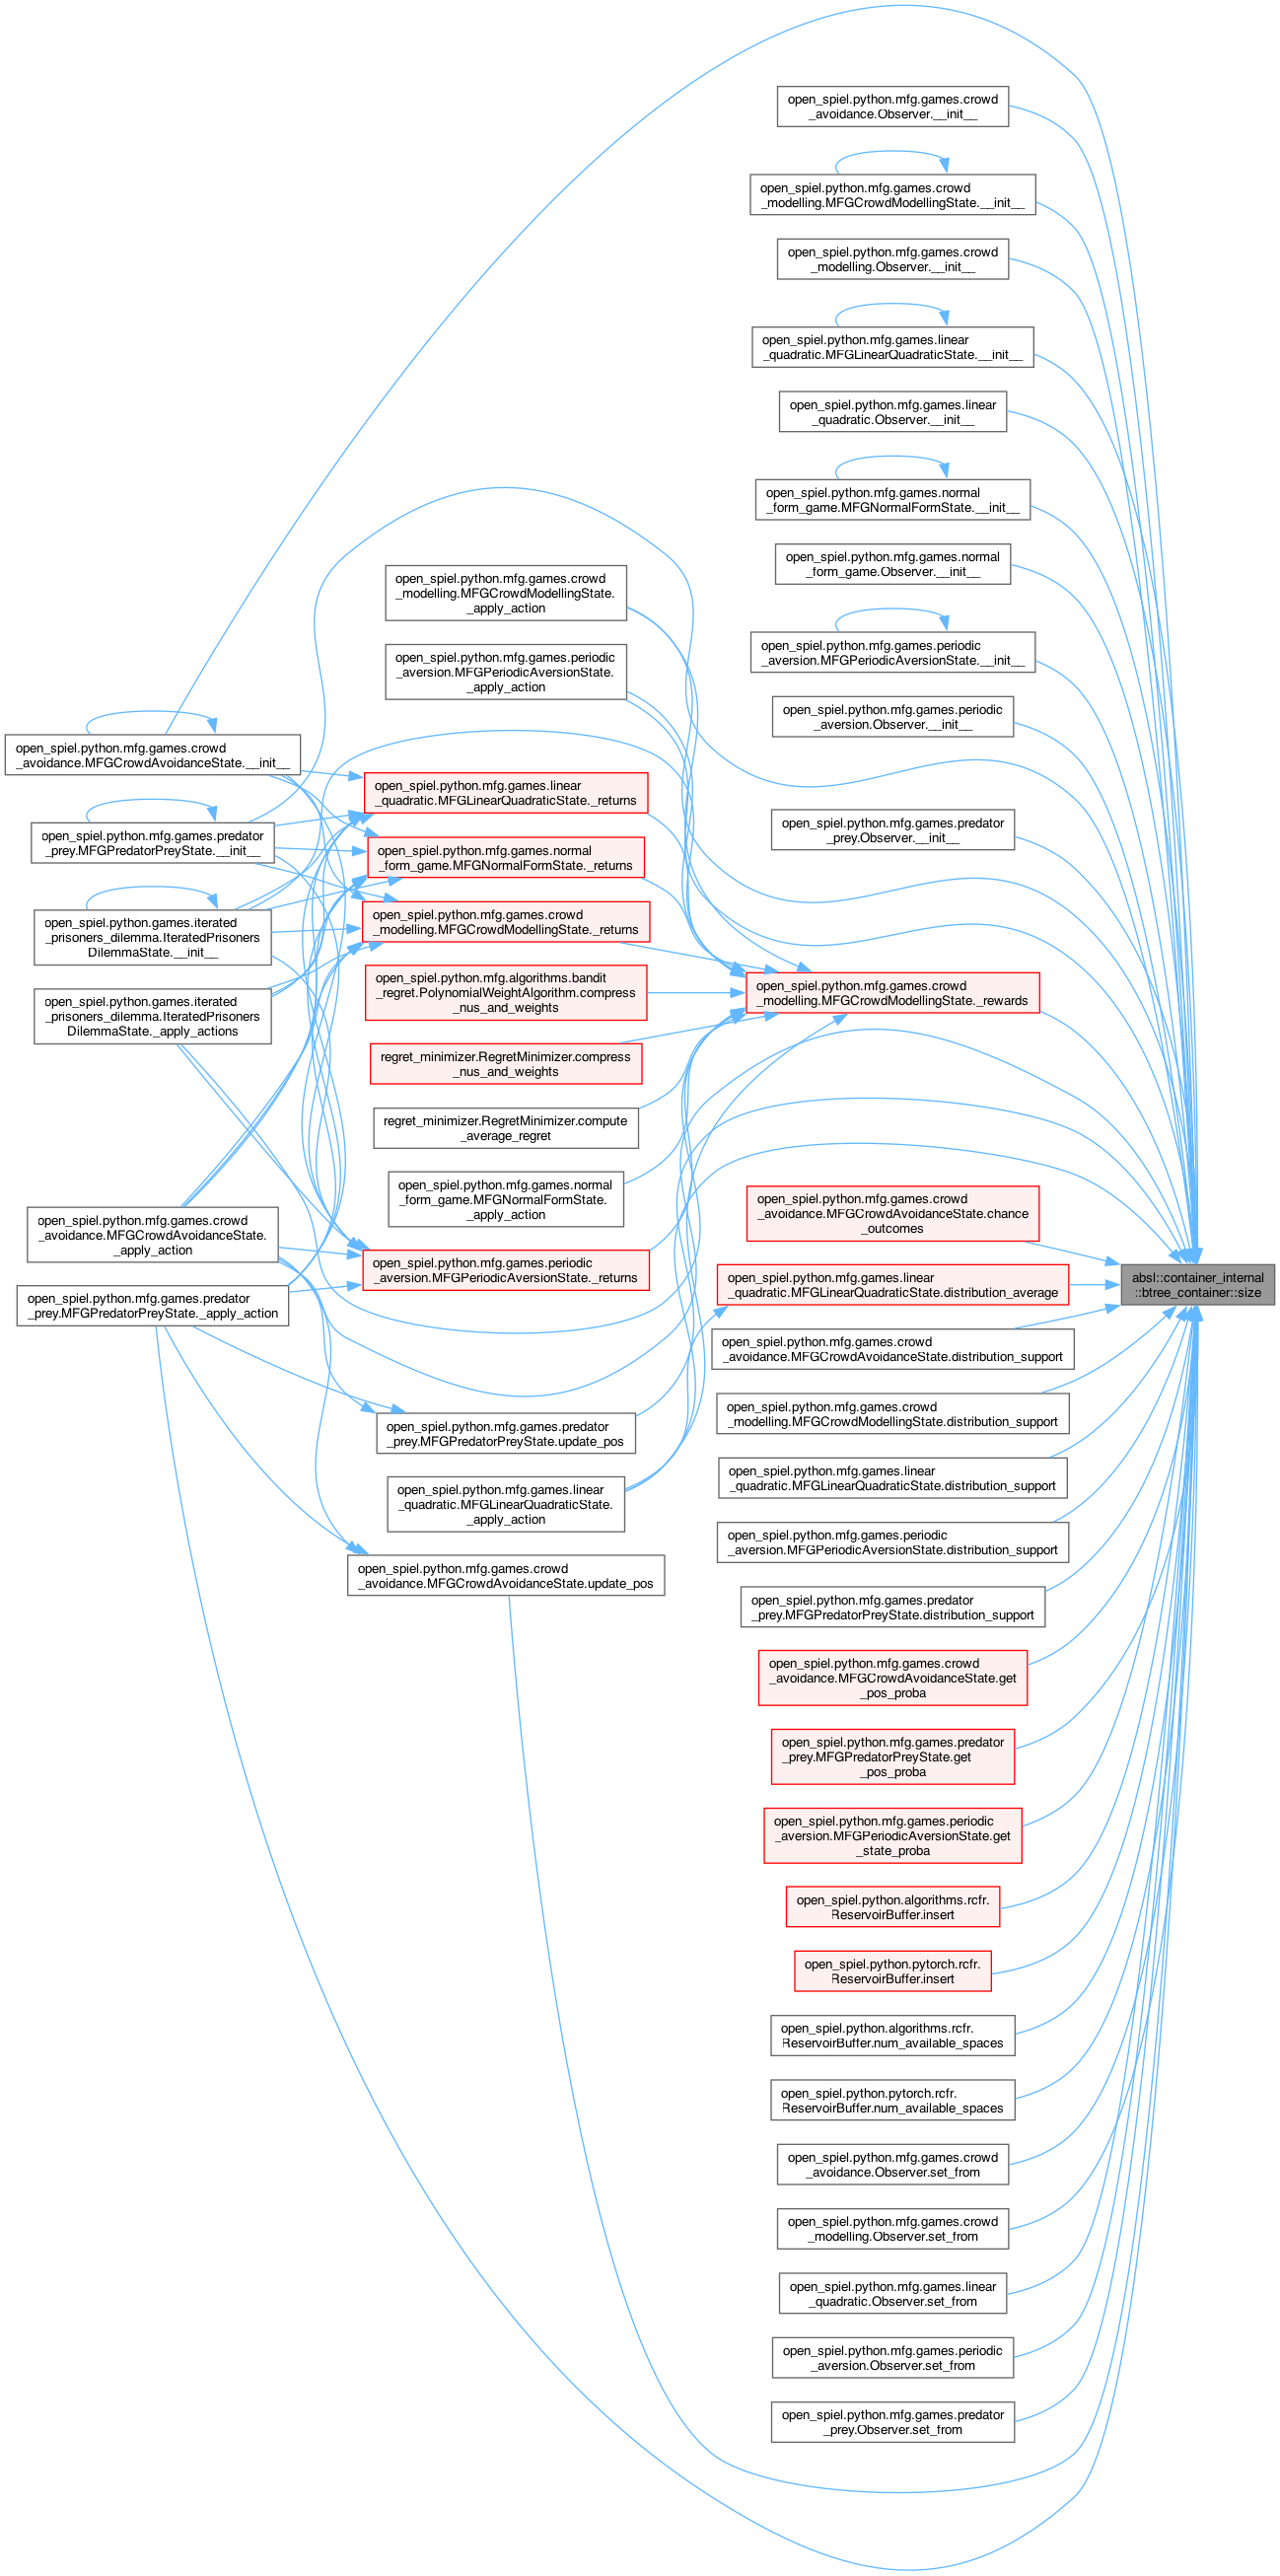 open_spiel.python.mfg.games.crowd
_avoidance.Observer.__init__
open_spiel.python.mfg.games.crowd
_modelling.MFGCrowdModellingState.__init__
open_spiel.python.mfg.games.crowd
_modelling.Observer.__init__
open_spiel.python.mfg.games.linear
_quadratic.MFGLinearQuadraticState.__init__
open_spiel.python.mfg.games.linear
_quadratic.Observer.__init__
open_spiel.python.mfg.games.normal
_form_game.MFGNormalFormState.__init__
open_spiel.python.mfg.games.normal
_form_game.Observer.__init__
open_spiel.python.mfg.games.periodic
_aversion.MFGPeriodicAversionState.__init__
open_spiel.python.mfg.games.periodic
_aversion.Observer.__init__
open_spiel.python.mfg.games.predator
_prey.Observer.__init__
open_spiel.python.mfg.games.crowd
_modelling.MFGCrowdModellingState._rewards
open_spiel.python.mfg.games.crowd
_avoidance.MFGCrowdAvoidanceState.chance
_outcomes
open_spiel.python.mfg.games.linear
_quadratic.MFGLinearQuadraticState.distribution_average
open_spiel.python.mfg.games.crowd
_avoidance.MFGCrowdAvoidanceState.distribution_support
open_spiel.python.mfg.games.crowd
_modelling.MFGCrowdModellingState.distribution_support
open_spiel.python.mfg.games.linear
_quadratic.MFGLinearQuadraticState.distribution_support
open_spiel.python.mfg.games.periodic
_aversion.MFGPeriodicAversionState.distribution_support
open_spiel.python.mfg.games.predator
_prey.MFGPredatorPreyState.distribution_support
open_spiel.python.mfg.games.crowd
_avoidance.MFGCrowdAvoidanceState.get
_pos_proba
open_spiel.python.mfg.games.predator
_prey.MFGPredatorPreyState.get
_pos_proba
open_spiel.python.mfg.games.periodic
_aversion.MFGPeriodicAversionState.get
_state_proba
open_spiel.python.algorithms.rcfr.
ReservoirBuffer.insert
open_spiel.python.pytorch.rcfr.
ReservoirBuffer.insert
open_spiel.python.algorithms.rcfr.
ReservoirBuffer.num_available_spaces
open_spiel.python.pytorch.rcfr.
ReservoirBuffer.num_available_spaces
open_spiel.python.mfg.games.crowd
_avoidance.Observer.set_from
open_spiel.python.mfg.games.crowd
_modelling.Observer.set_from
open_spiel.python.mfg.games.linear
_quadratic.Observer.set_from
open_spiel.python.mfg.games.periodic
_aversion.Observer.set_from
open_spiel.python.mfg.games.predator
_prey.Observer.set_from
absl::container_internal
::btree_container::size
open_spiel.python.mfg.games.crowd
_modelling.MFGCrowdModellingState.
_apply_action
open_spiel.python.mfg.games.periodic
_aversion.MFGPeriodicAversionState.
_apply_action
open_spiel.python.mfg.games.linear
_quadratic.MFGLinearQuadraticState._returns
open_spiel.python.mfg.games.normal
_form_game.MFGNormalFormState._returns
open_spiel.python.mfg.games.crowd
_modelling.MFGCrowdModellingState._returns
open_spiel.python.mfg.algorithms.bandit
_regret.PolynomialWeightAlgorithm.compress
_nus_and_weights
regret_minimizer.RegretMinimizer.compress
_nus_and_weights
regret_minimizer.RegretMinimizer.compute
_average_regret
open_spiel.python.mfg.games.normal
_form_game.MFGNormalFormState.
_apply_action
open_spiel.python.mfg.games.periodic
_aversion.MFGPeriodicAversionState._returns
open_spiel.python.mfg.games.predator
_prey.MFGPredatorPreyState.update_pos
open_spiel.python.mfg.games.linear
_quadratic.MFGLinearQuadraticState.
_apply_action
open_spiel.python.mfg.games.crowd
_avoidance.MFGCrowdAvoidanceState.update_pos
open_spiel.python.mfg.games.crowd
_avoidance.MFGCrowdAvoidanceState.__init__
open_spiel.python.mfg.games.predator
_prey.MFGPredatorPreyState.__init__
open_spiel.python.games.iterated
_prisoners_dilemma.IteratedPrisoners
DilemmaState.__init__
open_spiel.python.games.iterated
_prisoners_dilemma.IteratedPrisoners
DilemmaState._apply_actions
open_spiel.python.mfg.games.crowd
_avoidance.MFGCrowdAvoidanceState.
_apply_action
open_spiel.python.mfg.games.predator
_prey.MFGPredatorPreyState._apply_action